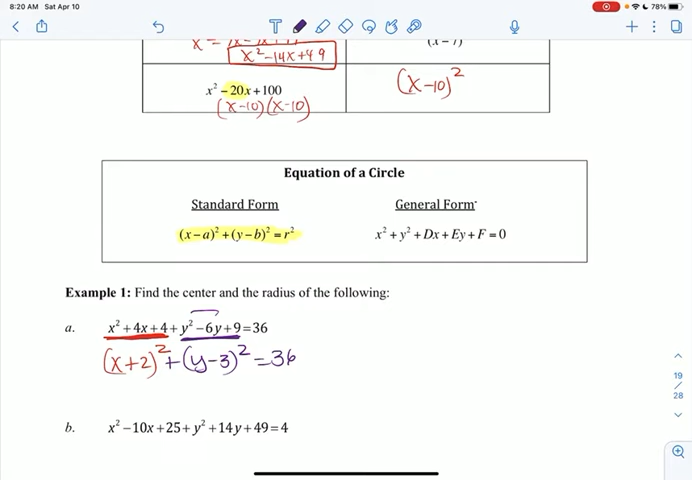 8:20 AM Sat Apr 10
78%
x² − 14x + 49
x² − 20x + 100
(x−10)(x−10)
(x−10)²
Equation of a Circle
Standard Form
General Form
(x − a)² + (y − b)² = r²
x² + y² + Dx + Ey + F = 0
Example 1: Find the center and the radius of the following:
a. x² + 4x + 4 + y² − 6y + 9 = 36
(x+2)² + (y−3)² = 36
b. x² − 10x + 25 + y² + 14y + 49 = 4
19
28